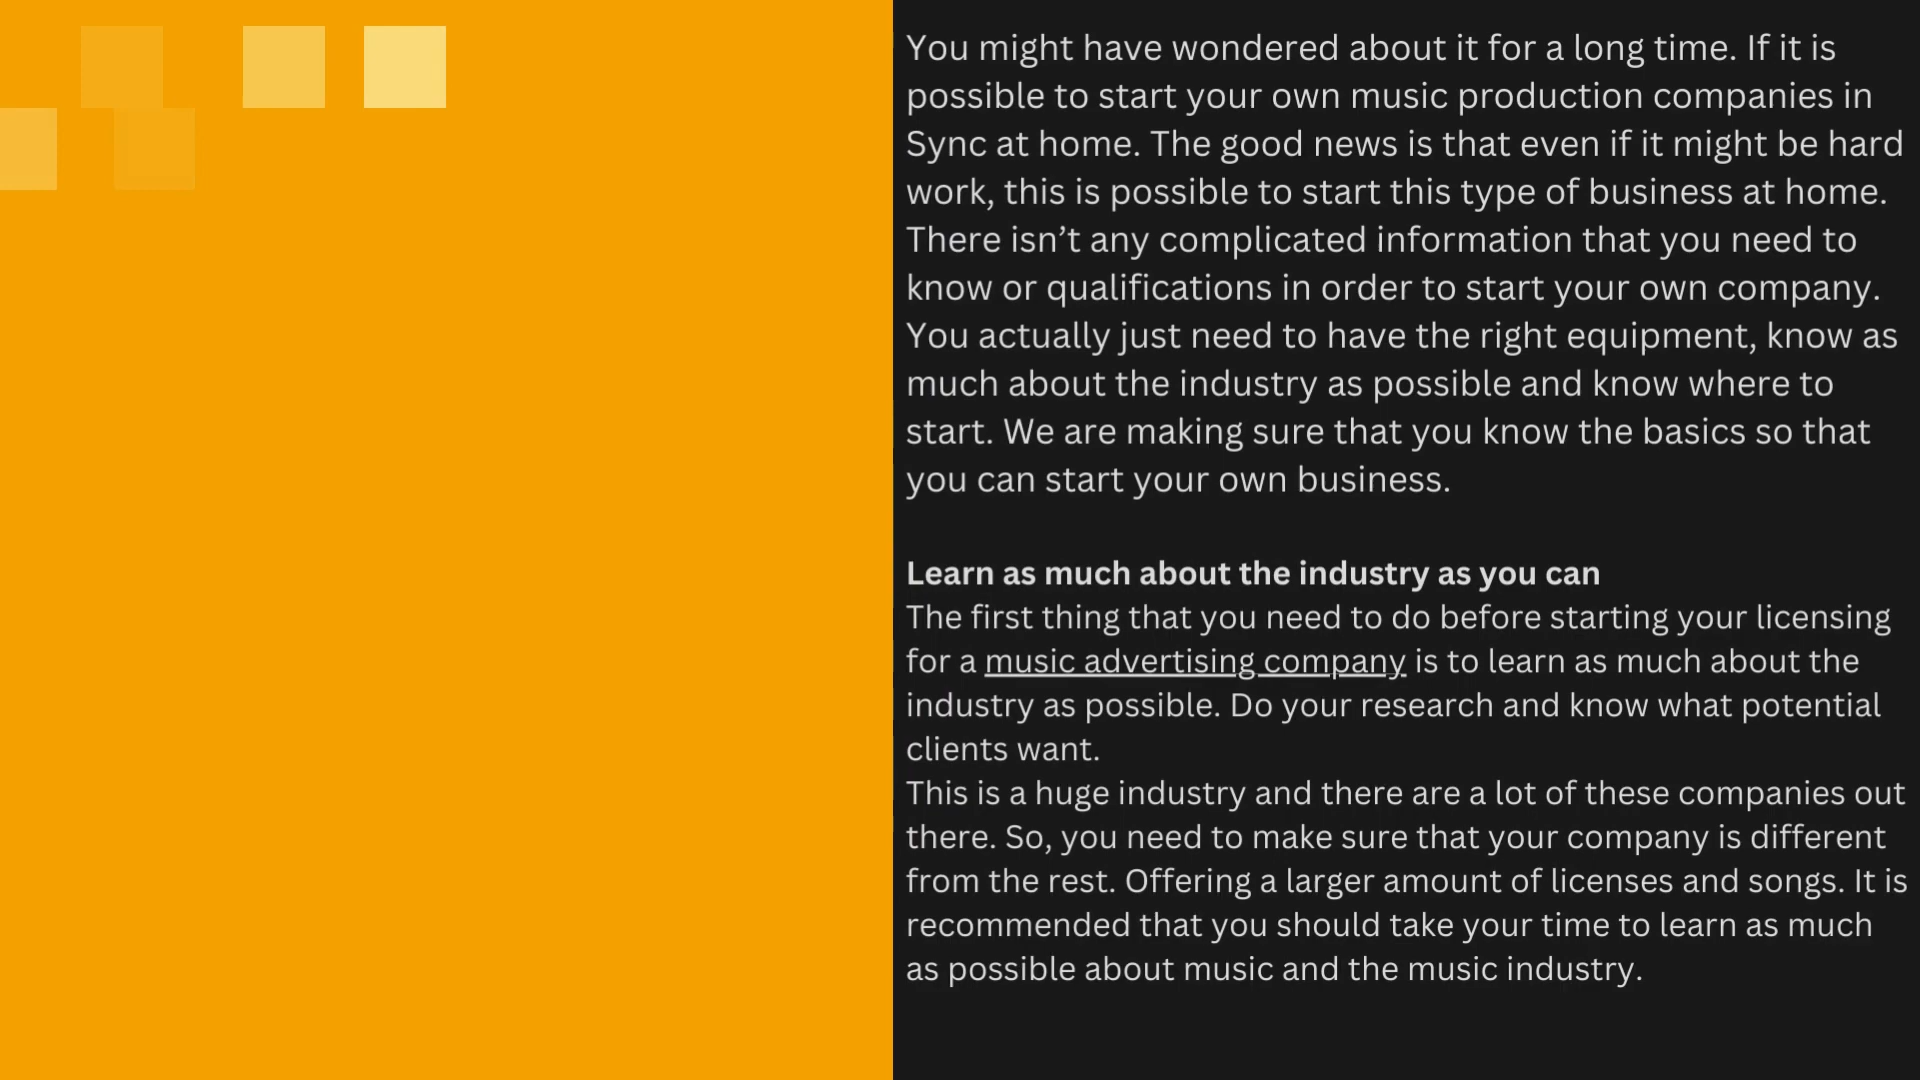 You might have wondered about it for a long time. If it is
possible to start your own music production companies in
Sync at home. The good news is that even if it might be hard
work, this is possible to start this type of business at home.
There isn’t any complicated information that you need to
know or qualifications in order to start your own company.
You actually just need to have the right equipment, know as
much about the industry as possible and know where to
start. We are making sure that you know the basics so that
you can start your own business.
Learn as much about the industry as you can
The first thing that you need to do before starting your licensing
for a music advertising company is to learn as much about the
industry as possible. Do your research and know what potential
clients want.
This is a huge industry and there are a lot of these companies out
there. So, you need to make sure that your company is different
from the rest. Offering a larger amount of licenses and songs. It is
recommended that you should take your time to learn as much
as possible about music and the music industry.